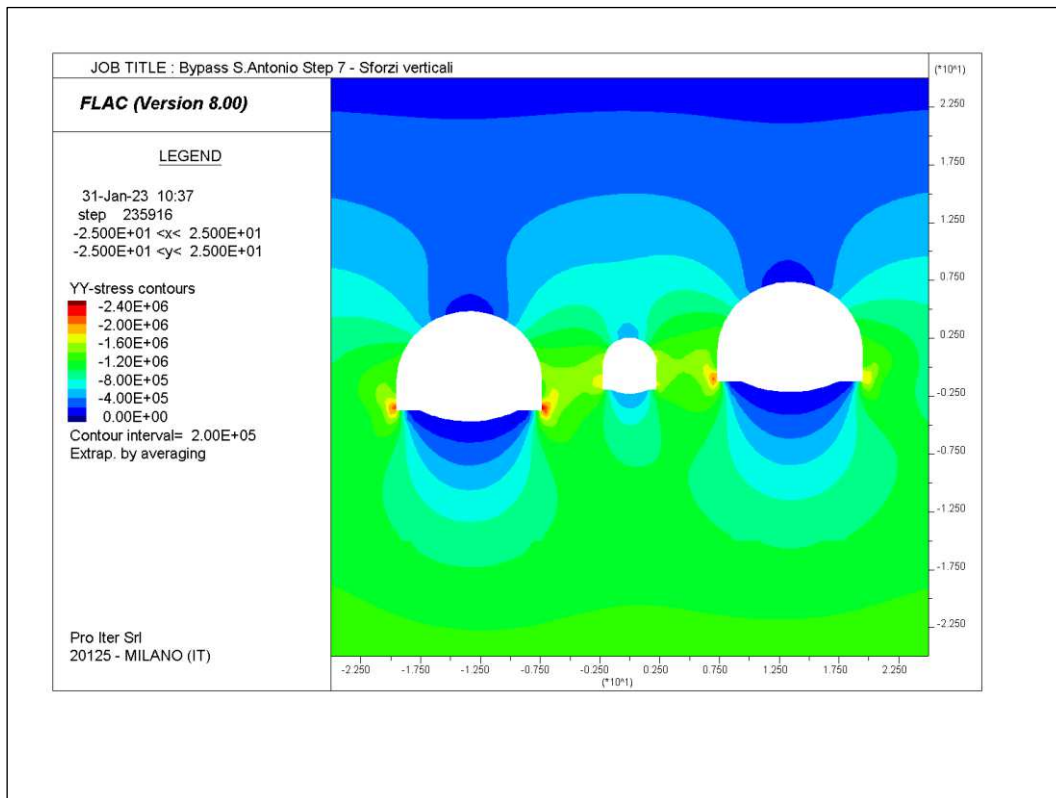 JOB TITLE : Bypass S.Antonio Step 7 - Sforzi verticali
(*10^1)
FLAC (Version 8.00)
LEGEND
31-Jan-23 10:37
step 235916
-2.500E+01 <x< 2.500E+01
-2.500E+01 <y< 2.500E+01
YY-stress contours
-2.40E+06
-2.00E+06
-1.60E+06
-1.20E+06
-8.00E+05
-4.00E+05
0.00E+00
Contour interval= 2.00E+05
Extrap. by averaging
Pro Iter Srl
20125 - MILANO (IT)
2.250
1.750
1.250
0.750
0.250
-0.250
-0.750
-1.250
-1.750
-2.250
-2.250 -1.750 -1.250 -0.750 -0.250 0.250 0.750 1.250 1.750 2.250
(*10^1)